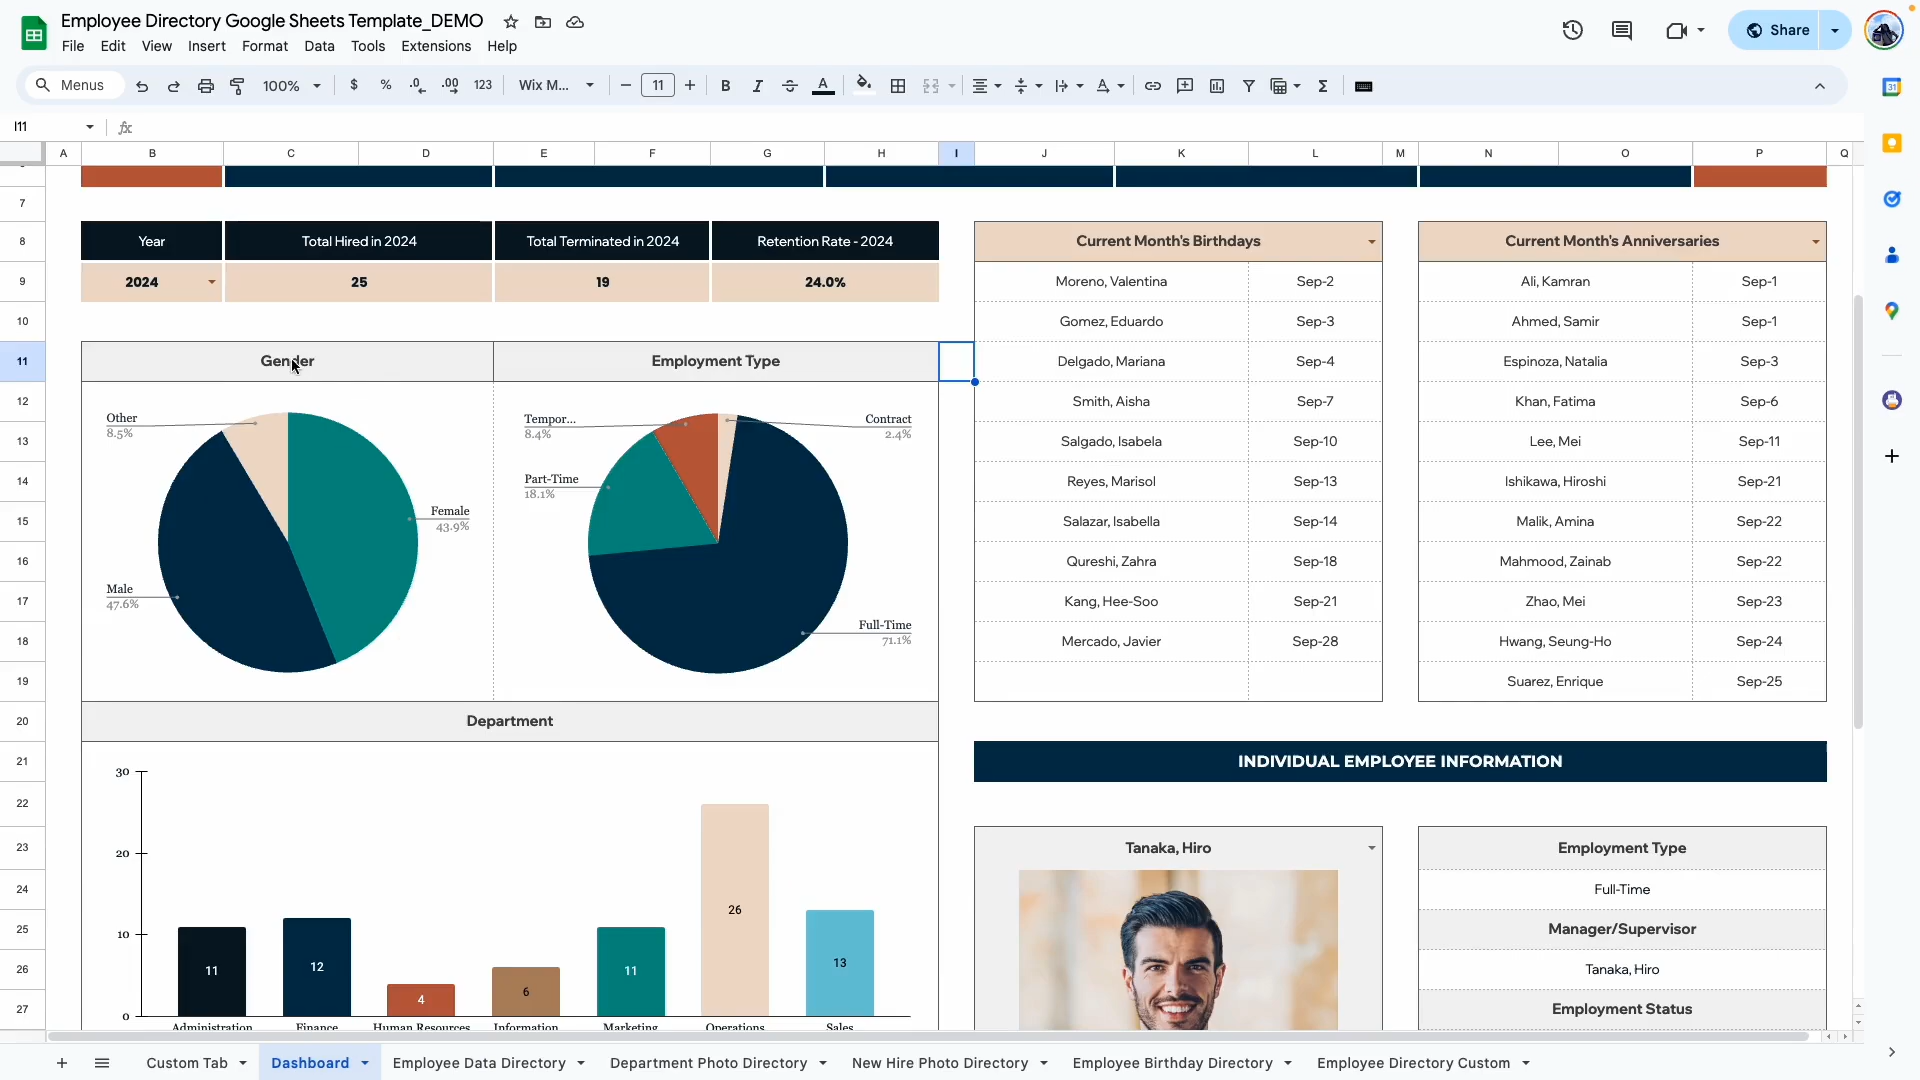 Employee Directory Google Sheets Template_DEMO
File Edit View Insert Format Data Tools Extensions Help
Share
Menus 100% $ % .0 .00 123 Wix M... 11 B I A
I11 fx
A B C D E F G H I J K L M N O P Q
7
8 Year Total Hired in 2024 Total Terminated in 2024 Retention Rate - 2024 Current Month's Birthdays Current Month's Anniversaries
9 2024 25 19 24.0% Moreno, Valentina Sep-2 Ali, Kamran Sep-1
10 Gomez, Eduardo Sep-3 Ahmed, Samir Sep-1
11 Gender Employment Type Delgado, Mariana Sep-4 Espinoza, Natalia Sep-3
12 Smith, Aisha Sep-7 Khan, Fatima Sep-6
Other Tempor... Contract
8.5% 8.4% 2.4%
13 Salgado, Isabela Sep-10 Lee, Mei Sep-11
14 Part-Time Reyes, Marisol Sep-13 Ishikawa, Hiroshi Sep-21
18.1%
15 Female Salazar, Isabella Sep-14 Malik, Amina Sep-22
43.9%
16 Qureshi, Zahra Sep-18 Mahmood, Zainab Sep-22
17 Male Kang, Hee-Soo Sep-21 Zhao, Mei Sep-23
47.6%
18 Full-Time Mercado, Javier Sep-28 Hwang, Seung-Ho Sep-24
71.1%
19 Suarez, Enrique Sep-25
20 Department
21 30 INDIVIDUAL EMPLOYEE INFORMATION
22
23 20 Tanaka, Hiro Employment Type
24 26 Full-Time
25 10 Manager/Supervisor
26 11 12 4 6 11 13 Tanaka, Hiro
27 0 Employment Status
Administration Finance Human Resources Information Marketing Operations Sales
Custom Tab Dashboard Employee Data Directory Department Photo Directory New Hire Photo Directory Employee Birthday Directory Employee Directory Custom
31